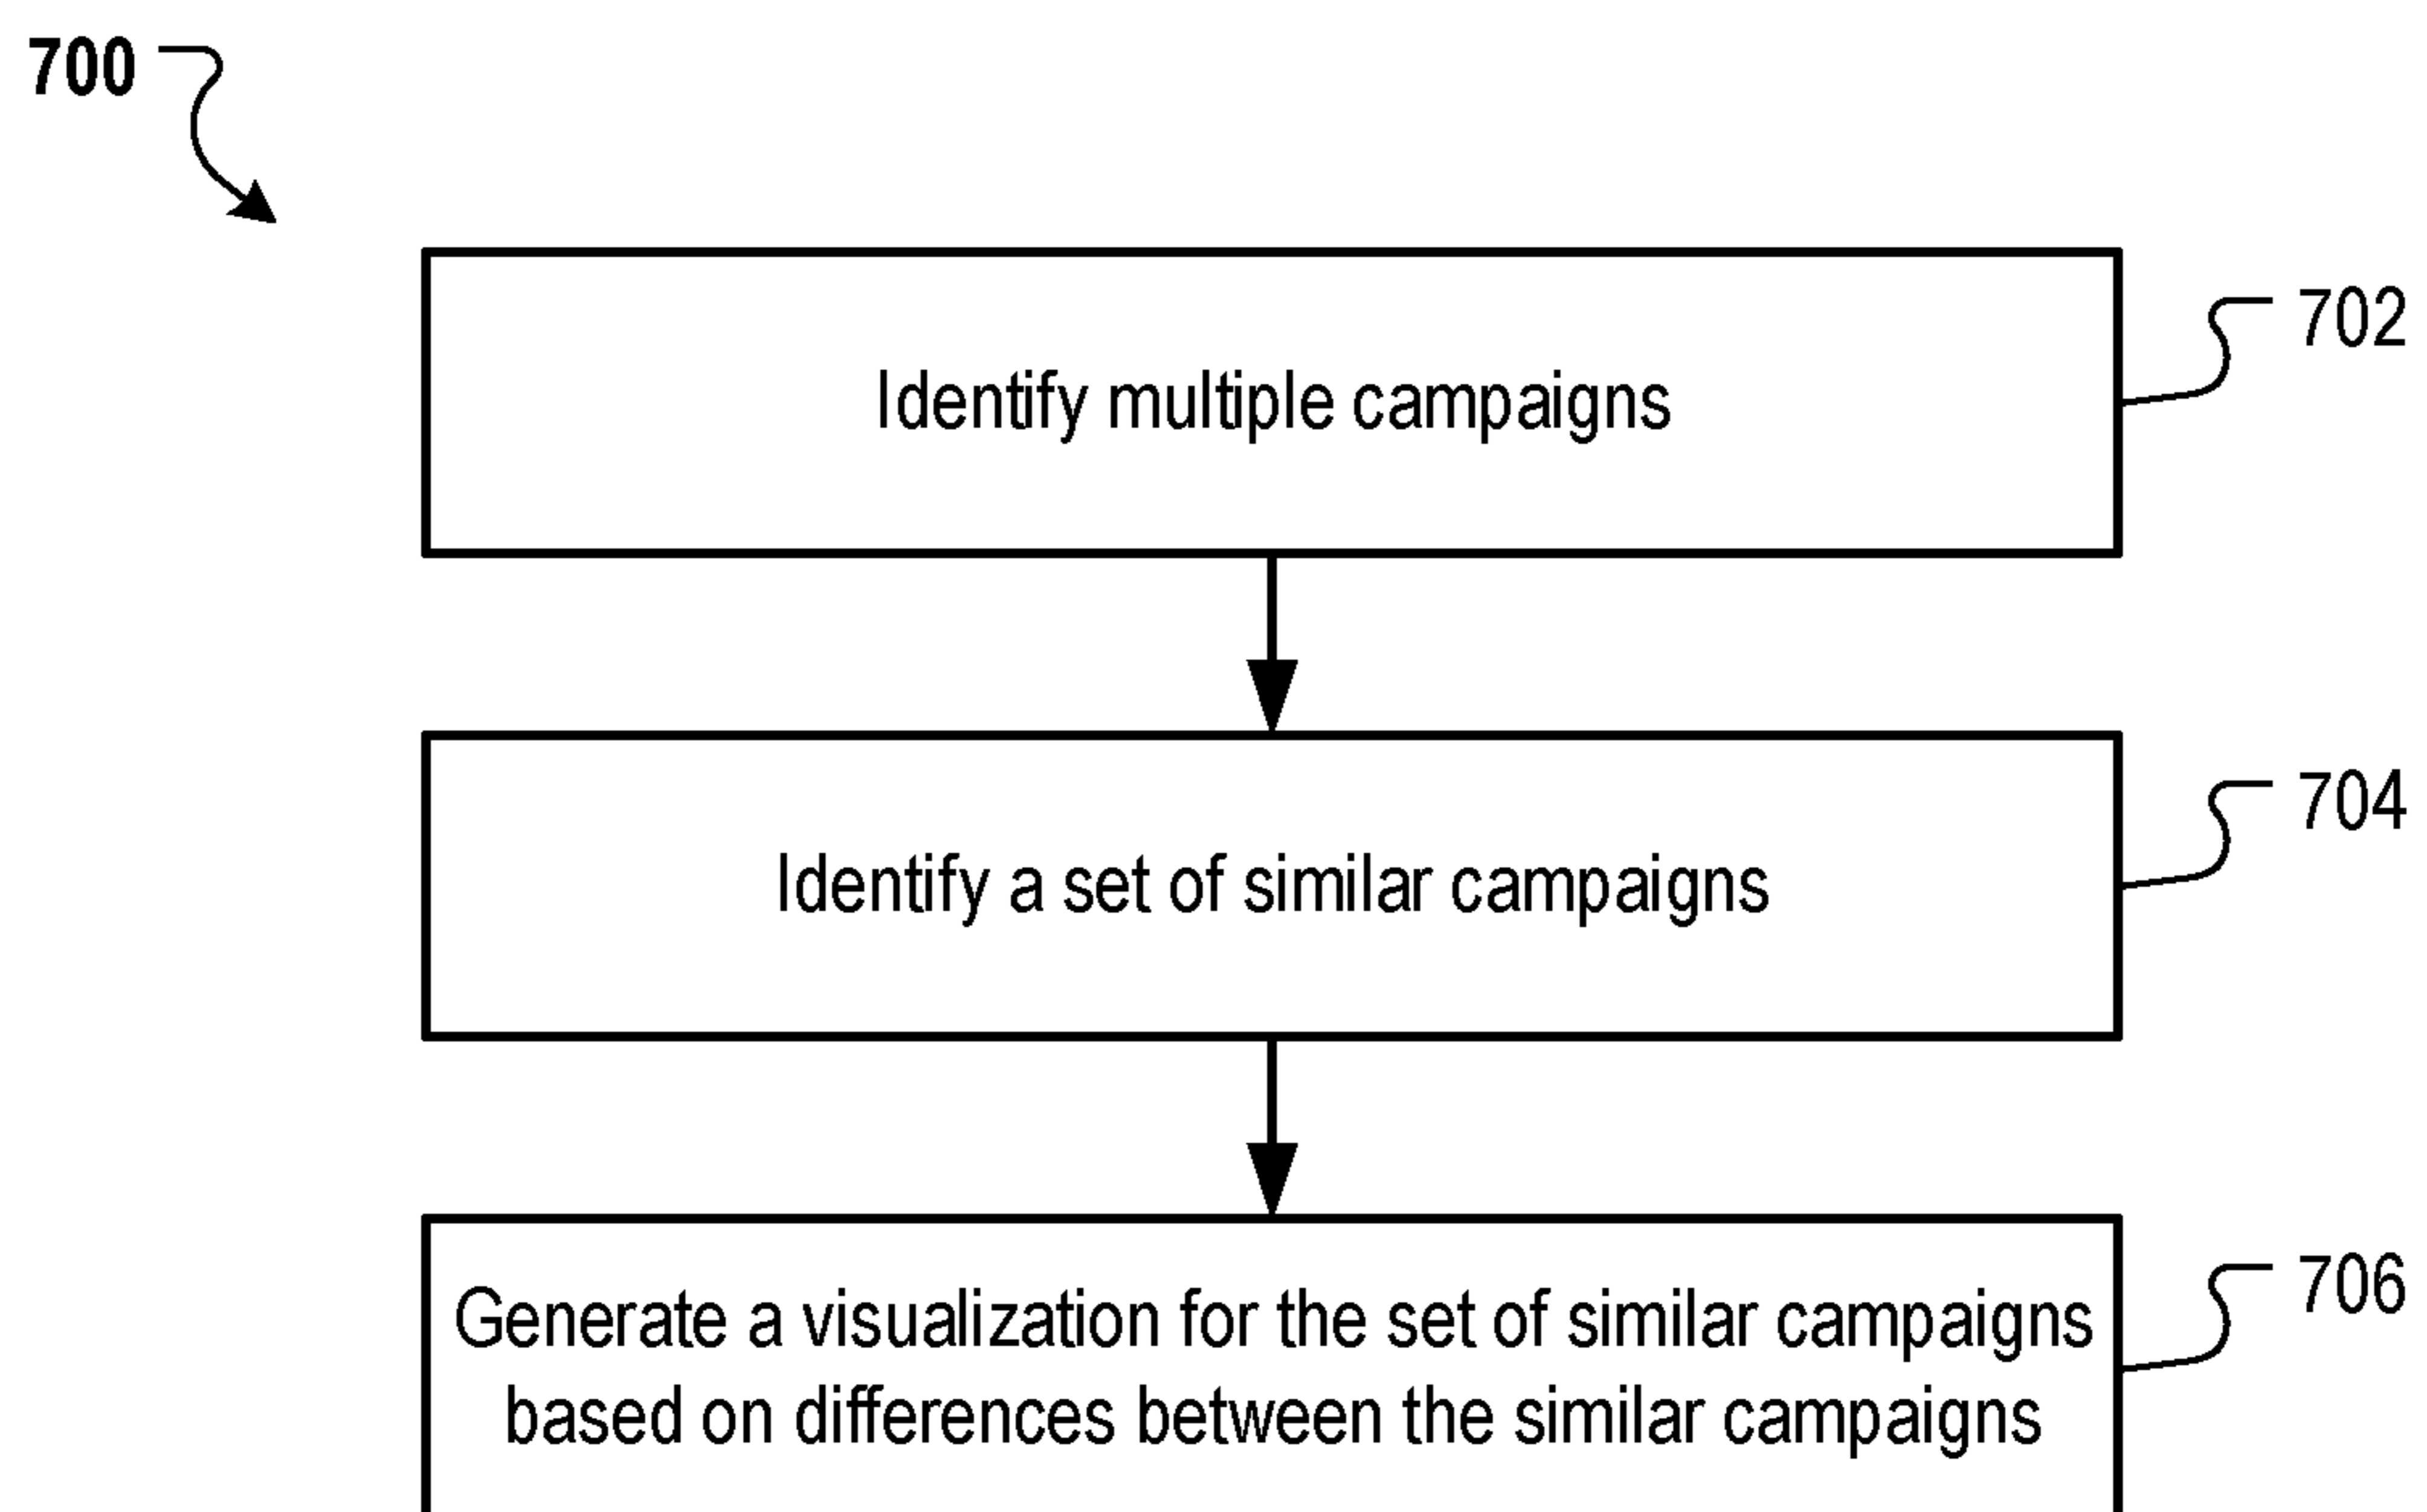 700
702
Identify multiple campaigns
704
Identify a set of similar campaigns
706
Generate a visualization for the set of similar campaigns
based on differences between the similar campaigns